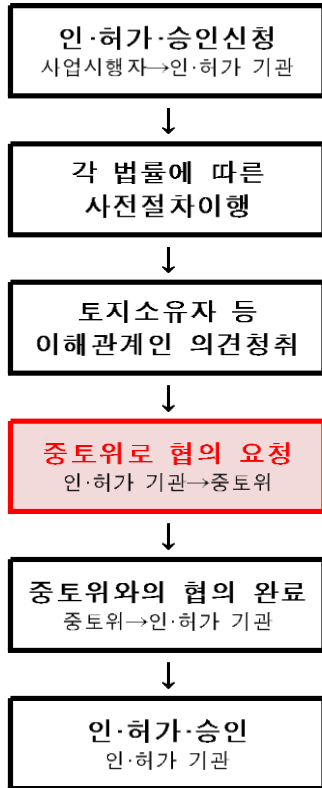 인·허가·승인신청
사업시행자→인·허가 기관
↓
각 법률에 따른
사전절차이행
↓
토지소유자 등
이해관계인 의견청취
↓
중토위로 협의 요청
인·허가 기관→중토위
↓
중토위와의 협의 완료
중토위→인·허가 기관
↓
인·허가·승인
인·허가 기관